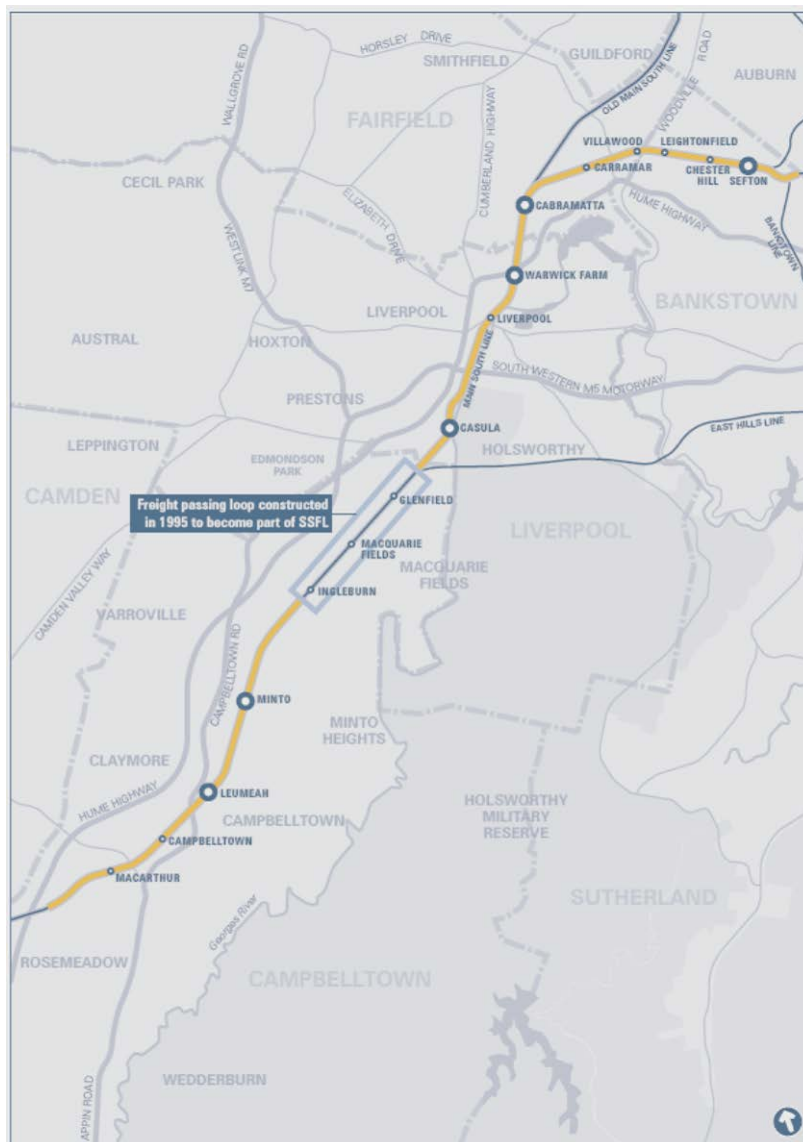 HORSLEY DRIVE
GUILDFORD
SMITHFIELD
WALLGROVE RD
OLD MAIN SOUTH LINE
WOODVILLE ROAD
AUBURN
FAIRFIELD
CUMBERLAND HIGHWAY
VILLAWOOD
LEIGHTONFIELD
CARRAMAR
CHESTER
HILL
SEFTON
CECIL PARK
ELIZABETH DRIVE
CABRAMATTA
HUME HIGHWAY
BANKSTOWN
LINE
WESTLINK M7
WARWICK FARM
BANKSTOWN
LIVERPOOL
LIVERPOOL
AUSTRAL
HOXTON
MAIN SOUTH LINE
SOUTH WESTERN M5 MOTORWAY
PRESTONS
CASULA
EAST HILLS LINE
LEPPINGTON
HOLSWORTHY
EDMONDSON
PARK
CAMDEN
GLENFIELD
Freight passing loop constructed
in 1995 to become part of SSFL
LIVERPOOL
MACQUARIE
FIELDS
MACQUARIE
FIELDS
CAMDEN VALLEY WAY
INGLEBURN
VARROVILLE
CAMPBELLTOWN RD
MINTO
MINTO
HEIGHTS
CLAYMORE
HUME HIGHWAY
LEUMEAH
HOLSWORTHY
MILITARY
RESERVE
CAMPBELLTOWN
CAMPBELLTOWN
MACARTHUR
SUTHERLAND
Georges River
ROSEMEADOW
CAMPBELLTOWN
WEDDERBURN
APPIN ROAD